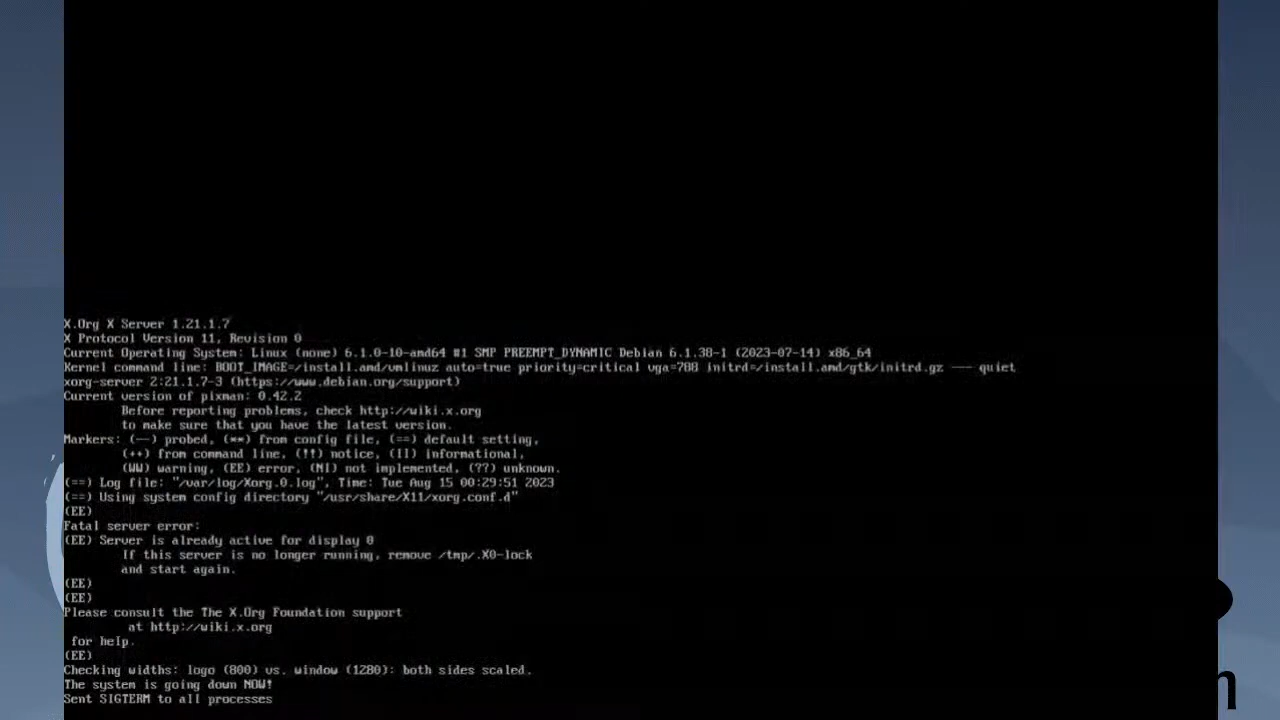 X.Org X Server 1.21.1.7
X Protocol Version 11, Revision 0
Current Operating System: Linux (none) 6.1.0-10-amd64 #1 SMP PREEMPT_DYNAMIC Debian 6.1.38-1 (2023-07-14) x86_64
Kernel command line: BOOT_IMAGE=/install.amd/vmlinuz auto=true priority=critical vga=788 initrd=/install.amd/gtk/initrd.gz --- quiet
xorg-server 2:21.1.7-3 (https://www.debian.org/support)
Current version of pixman: 0.42.2
Before reporting problems, check http://wiki.x.org
to make sure that you have the latest version.
Markers: (--) probed, (**) from config file, (==) default setting,
(++) from command line, (!!) notice, (II) informational,
(WW) warning, (EE) error, (NI) not implemented, (??) unknown.
(==) Log file: "/var/log/Xorg.0.log", Time: Tue Aug 15 00:29:51 2023
(==) Using system config directory "/usr/share/X11/xorg.conf.d"
(EE)
Fatal server error:
(EE) Server is already active for display 0
If this server is no longer running, remove /tmp/.X0-lock
and start again.
(EE)
(EE)
Please consult the The X.Org Foundation support
at http://wiki.x.org
for help.
(EE)
Checking widths: logo (800) vs. window (1280): both sides scaled.
The system is going down NOW!
Sent SIGTERM to all processes